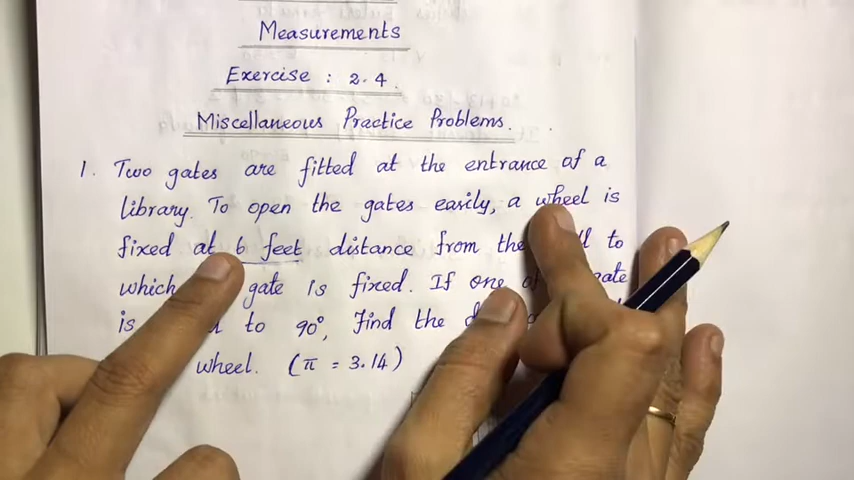 Measurements
Exercise : 2.4.
Miscellaneous Practice Problems.
1. Two gates are fitted at the entrance of a
library. To open the gates easily, a wheel is
fixed at 6 feet distance from the to
which gate is fixed. If one gate
is to 90°, Find the
wheel. (π = 3.14)